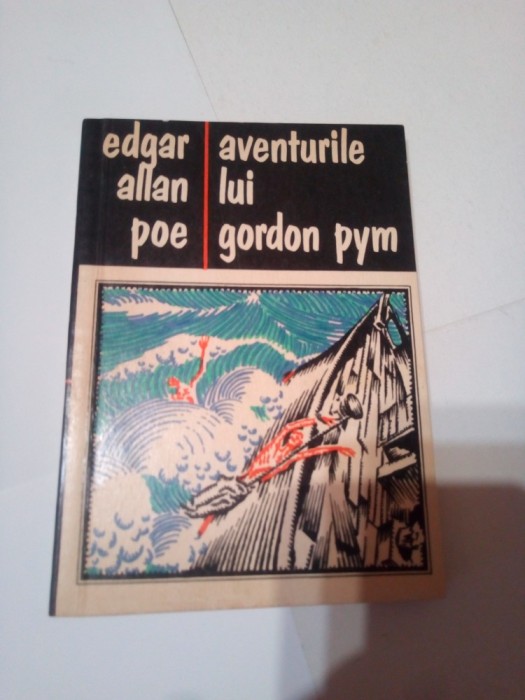 edgar
allan
poe
aventurile
lui
gordon pym